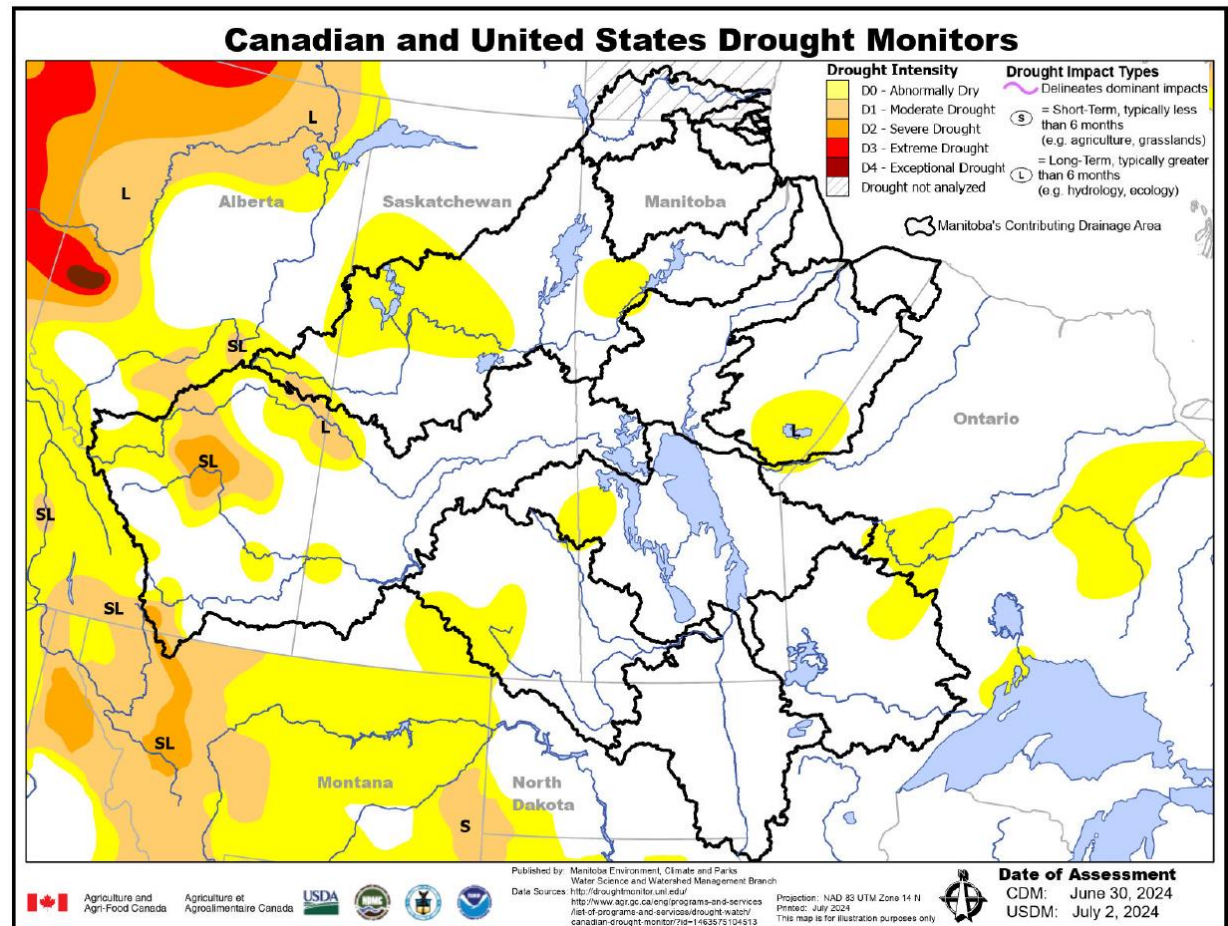 Canadian and United States Drought Monitors
Drought Intensity
D0 - Abnormally Dry
D1 - Moderate Drought
D2 - Severe Drought
D3 - Extreme Drought
D4 - Exceptional Drought
Drought not analyzed
Drought Impact Types
Delineates dominant impacts
S = Short-Term, typically less
than 6 months
(e.g. agriculture, grasslands)
L = Long-Term, typically greater
than 6 months
(e.g. hydrology, ecology)
Manitoba's Contributing Drainage Area
L
L
Alberta
Saskatchewan
Manitoba
SL
L
SL
L
Ontario
SL
SL
SL
Montana
North
Dakota
S
Agriculture and
Agri-Food Canada
Agriculture et
Agroalimentaire Canada
USDA
NDMC
Published by: Manitoba Environment, Climate and Parks
Water Science and Watershed Management Branch
Data Sources: http://droughtmonitor.unl.edu/
http://www.agr.gc.ca/eng/programs-and-services
/list-of-programs-and-services/drought-watch/
canadian-drought-monitor/?id=1463575104513
Projection: NAD 83 UTM Zone 14 N
Printed: July 2024
This map is for illustration purposes only
N
Date of Assessment
CDM: June 30, 2024
USDM: July 2, 2024